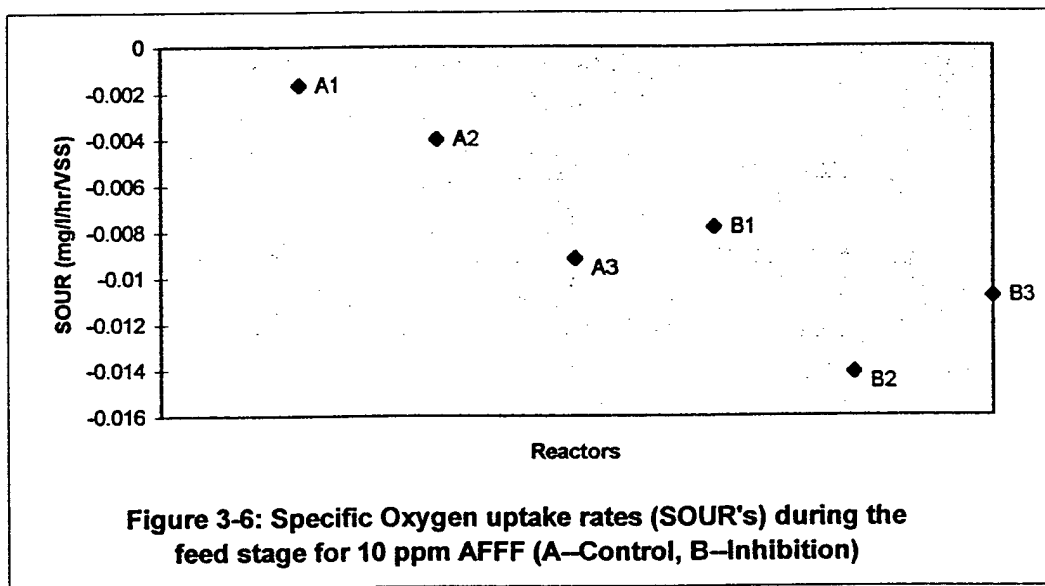 0
-0.002
-0.004
-0.006
-0.008
-0.01
-0.012
-0.014
-0.016
SOUR (mg/l/hr/VSS)
A1
A2
A3
B1
B2
B3
Reactors
Figure 3-6: Specific Oxygen uptake rates (SOUR's) during the
feed stage for 10 ppm AFFF (A--Control, B--Inhibition)